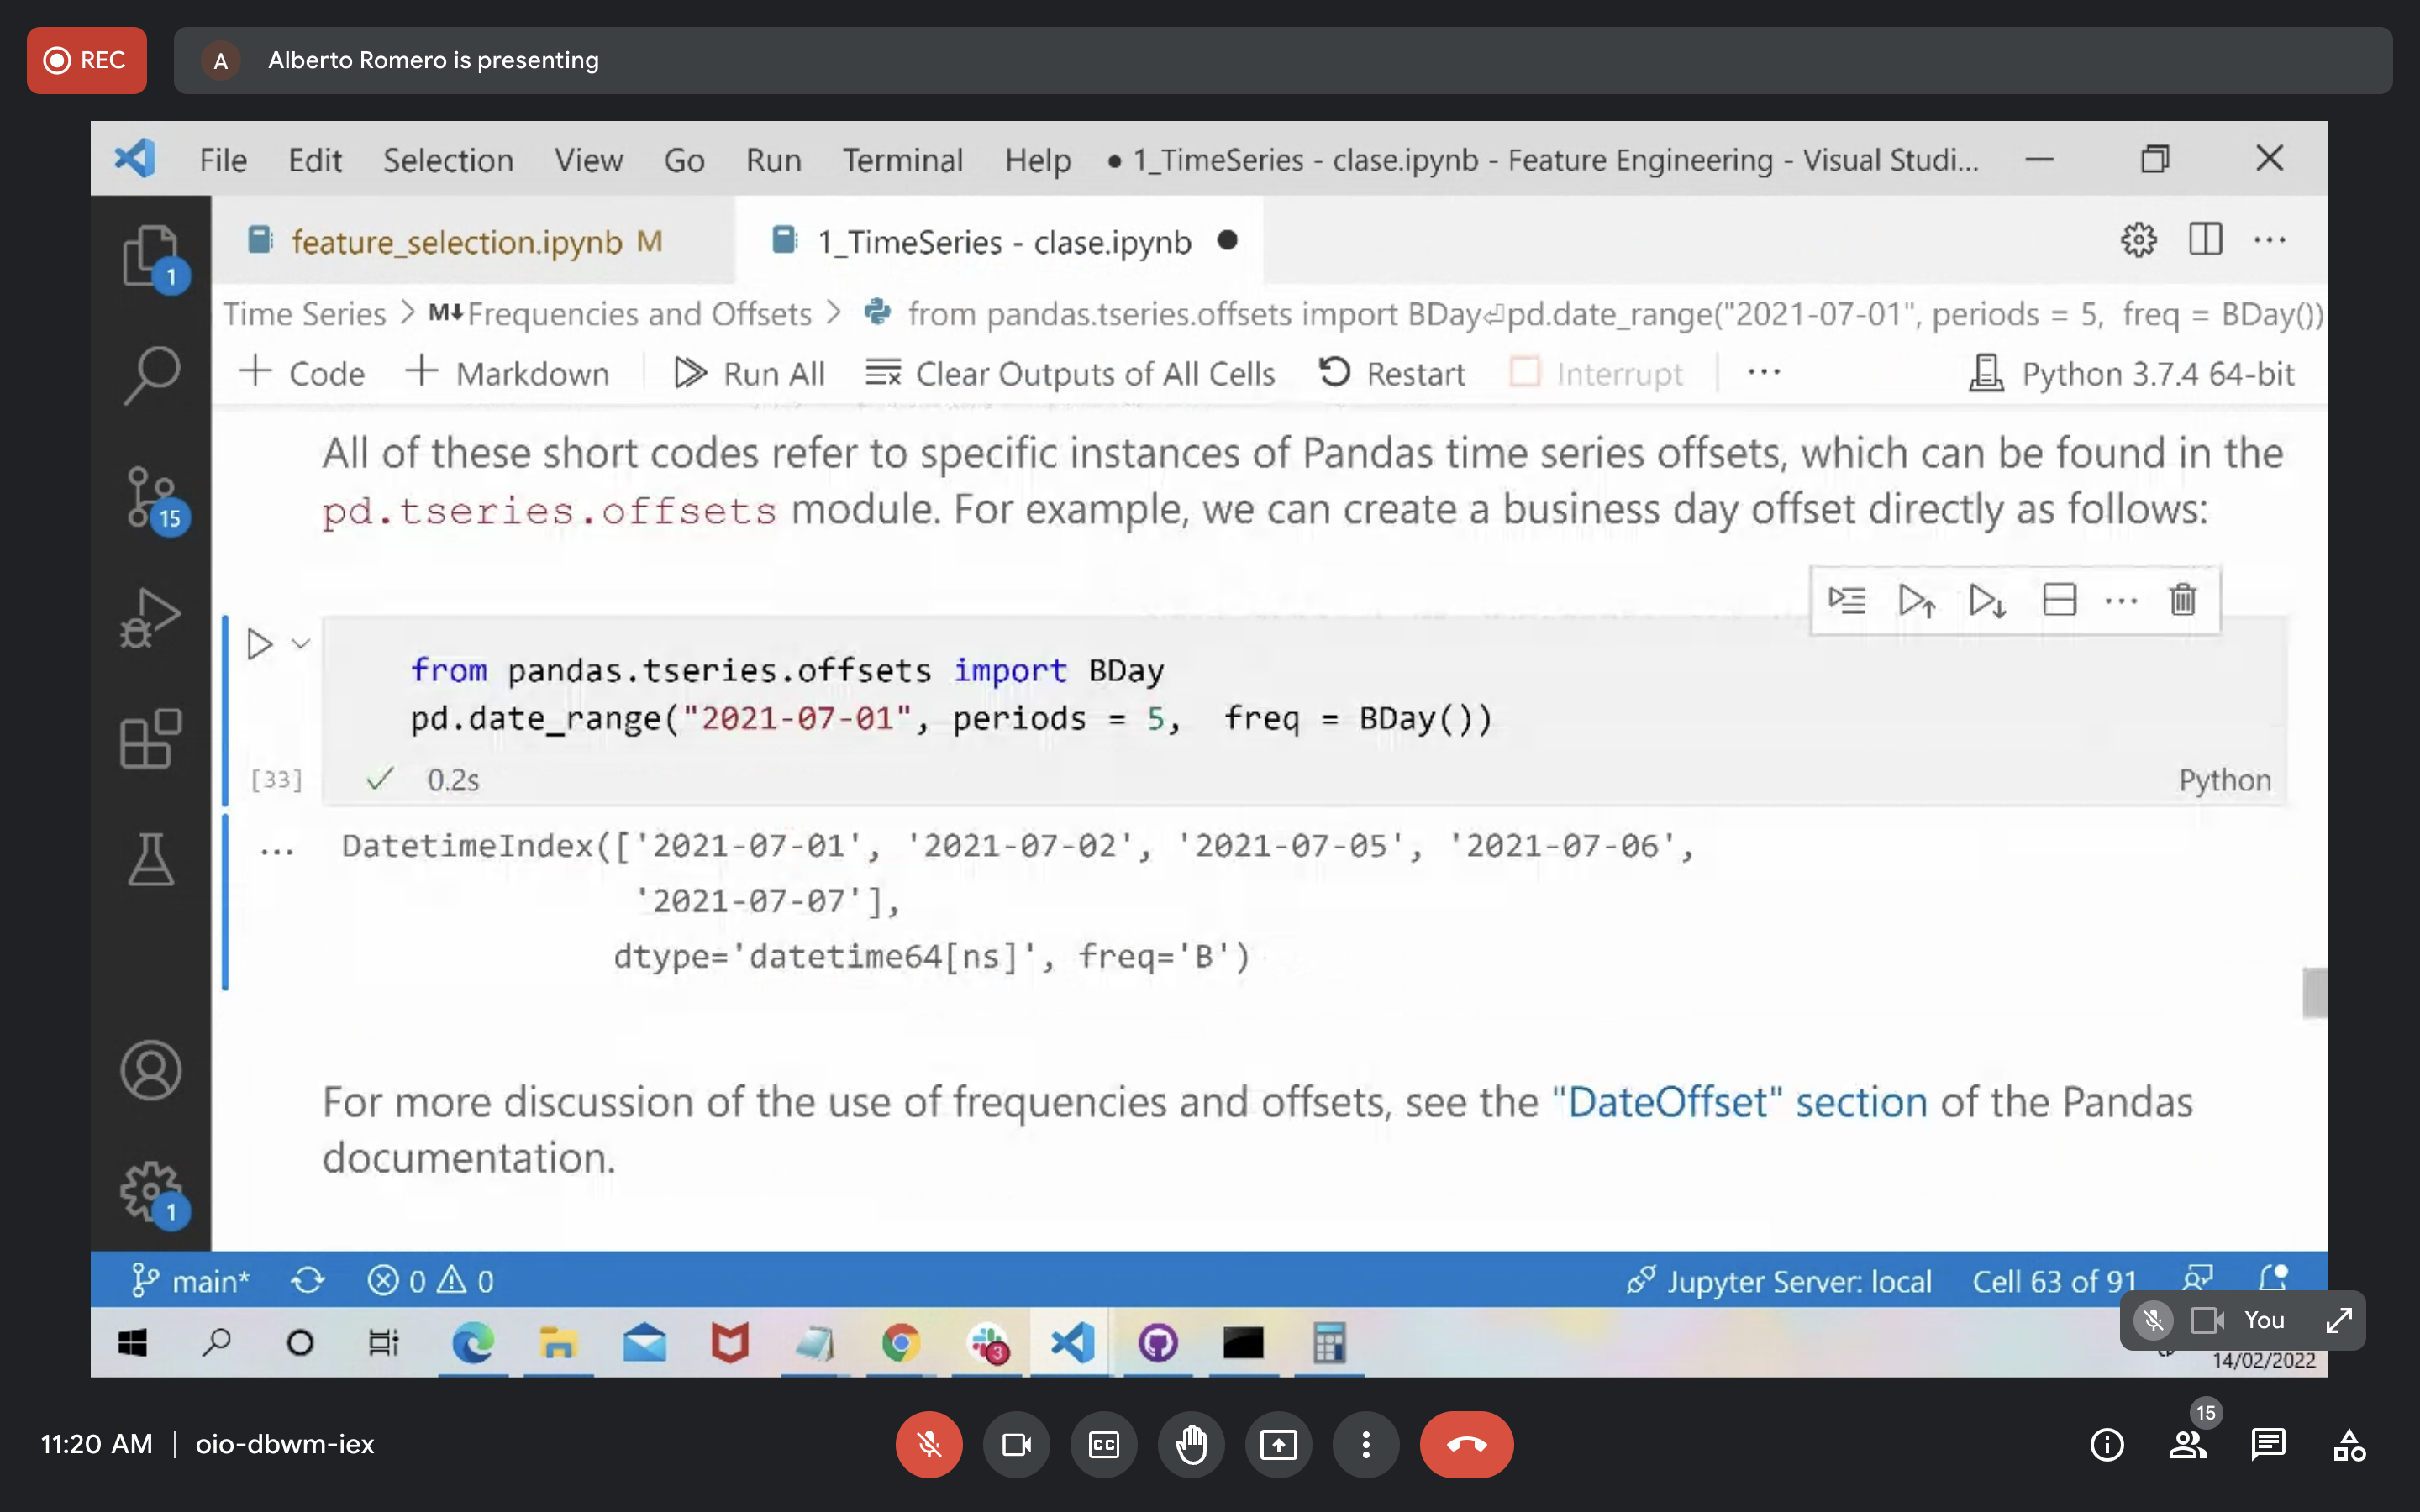 REC
A
Alberto Romero is presenting
File Edit Selection View Go Run Terminal Help ● 1_TimeSeries - clase.ipynb - Feature Engineering - Visual Studi...
feature_selection.ipynb M
1_TimeSeries - clase.ipynb ●
1
Time Series > M↓ Frequencies and Offsets > from pandas.tseries.offsets import BDay⏎pd.date_range("2021-07-01", periods = 5,  freq = BDay())
+ Code + Markdown Run All Clear Outputs of All Cells Restart Interrupt ... Python 3.7.4 64-bit
All of these short codes refer to specific instances of Pandas time series offsets, which can be found in the
pd.tseries.offsets module. For example, we can create a business day offset directly as follows:
15
from pandas.tseries.offsets import BDay
pd.date_range("2021-07-01", periods = 5,  freq = BDay())
[33] ✓ 0.2s Python
... DatetimeIndex(['2021-07-01', '2021-07-02', '2021-07-05', '2021-07-06',
'2021-07-07'],
dtype='datetime64[ns]', freq='B')
For more discussion of the use of frequencies and offsets, see the "DateOffset" section of the Pandas
documentation.
1
main* 0 0 Jupyter Server: local Cell 63 of 91
3
You
14/02/2022
11:20 AM | oio-dbwm-iex
CC
15